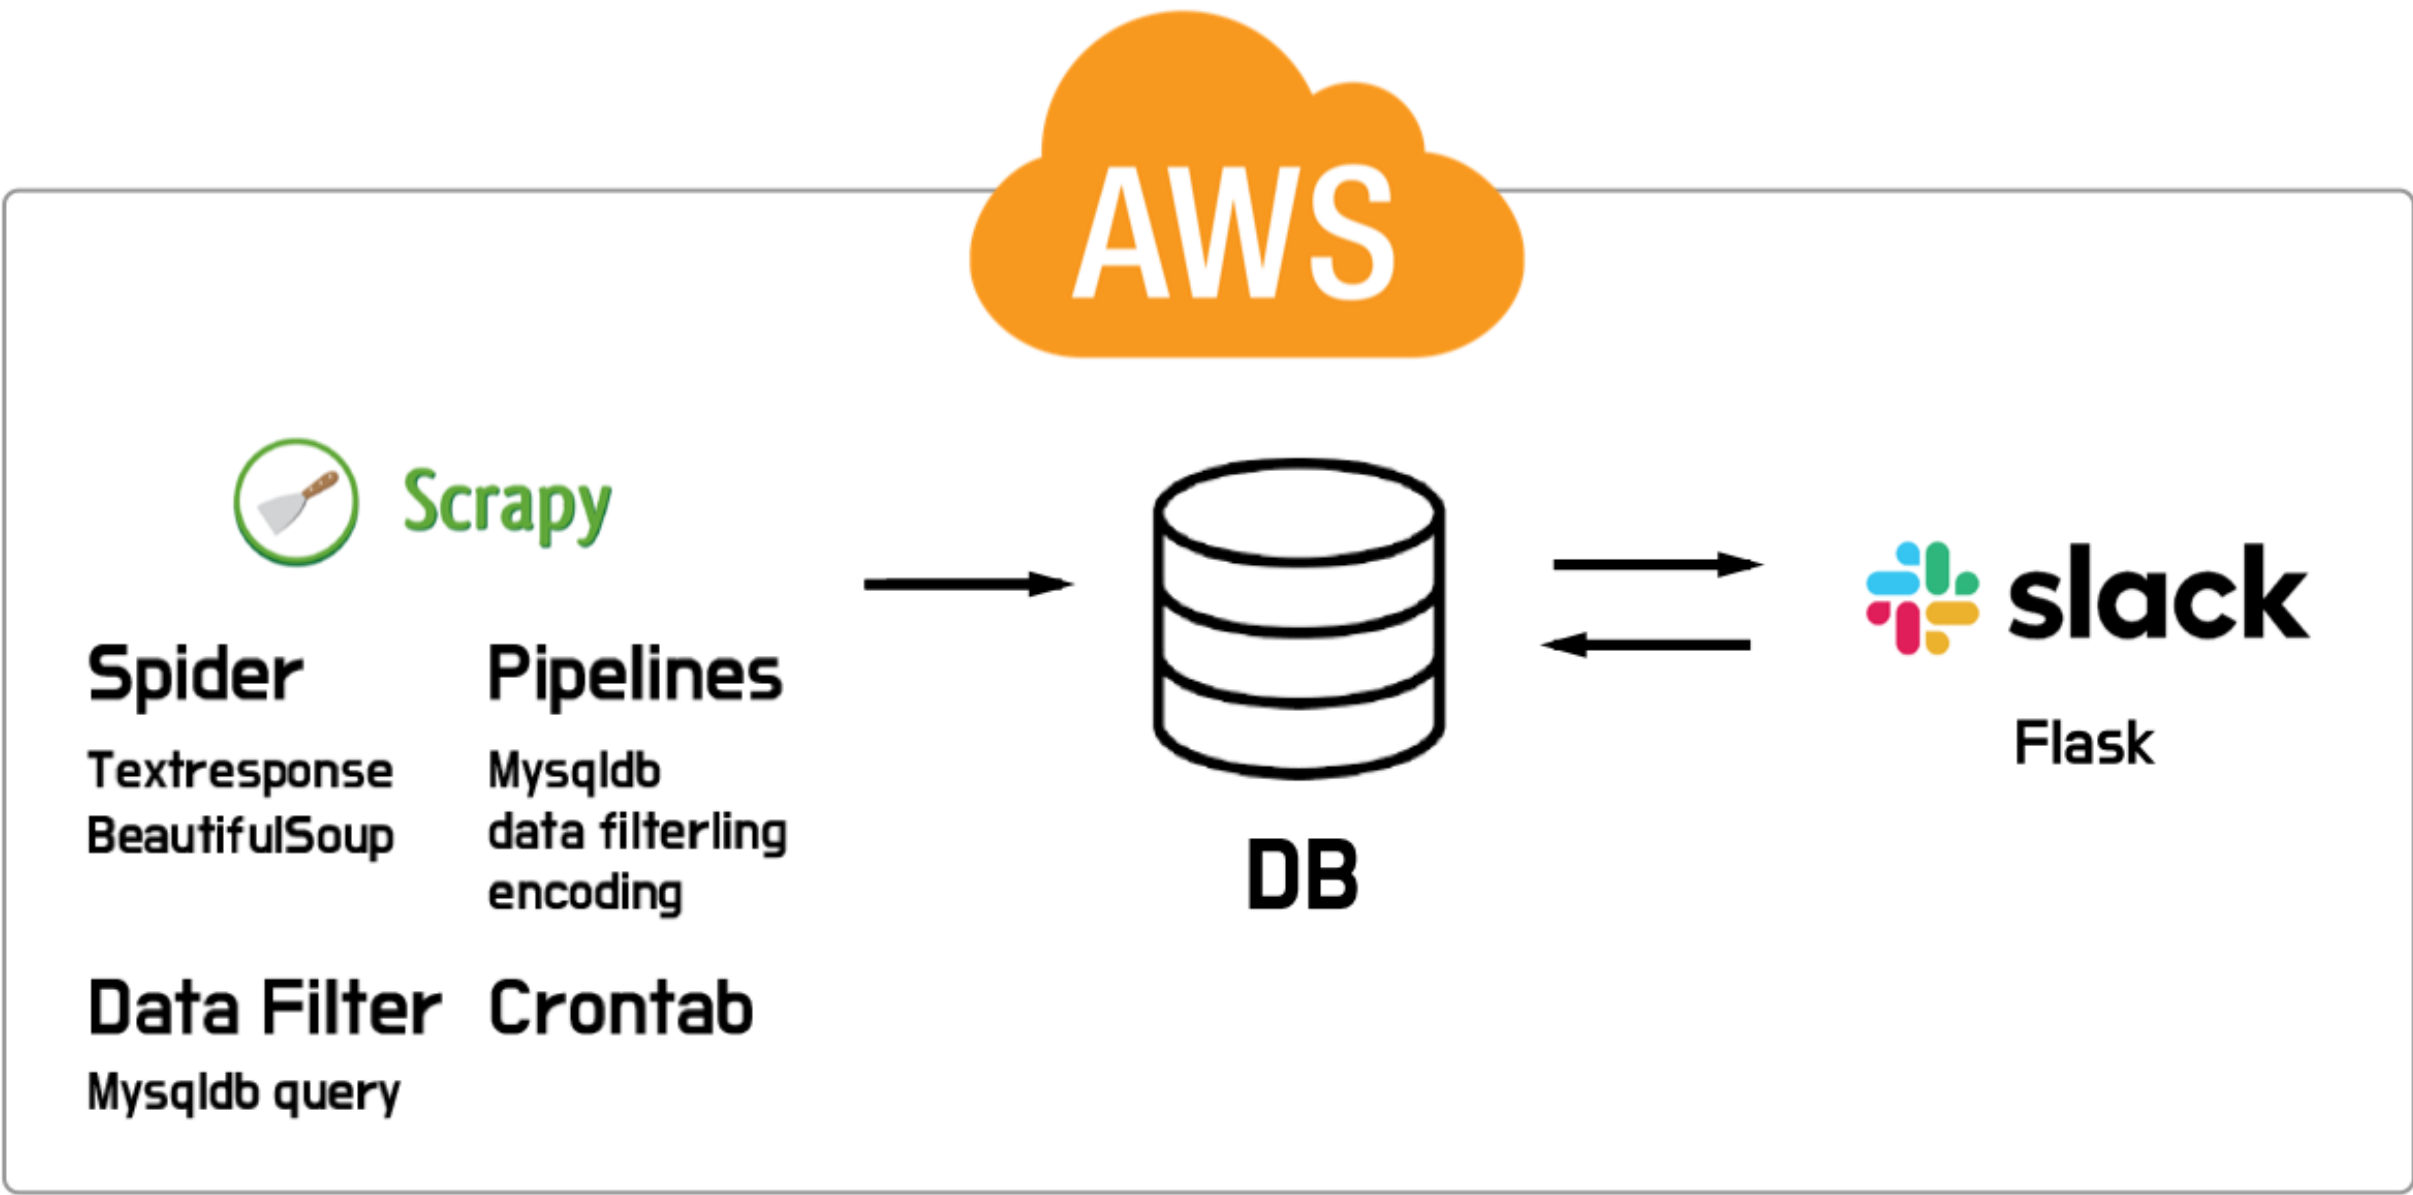 AWS
Scrapy
Spider
Textresponse
BeautifulSoup
Pipelines
Mysqldb
data filterling
encoding
Data Filter
Mysqldb query
Crontab
DB
slack
Flask